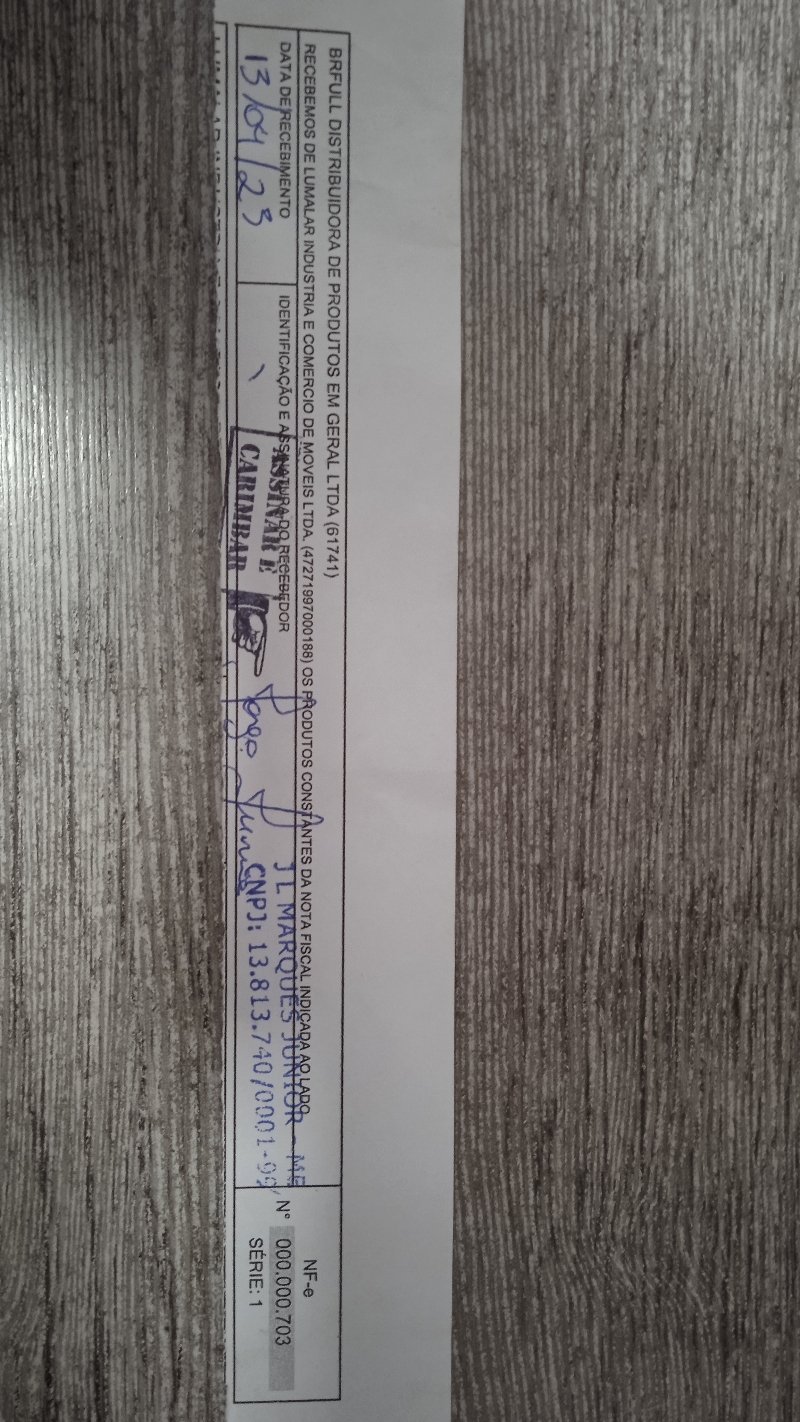 BRFULL DISTRIBUIDORA DE PRODUTOS EM GERAL LTDA (61741)
RECEBEMOS DE LUMALAR INDUSTRIA E COMERCIO DE MOVEIS LTDA. (47271997000188) OS PRODUTOS CONSTANTES DA NOTA FISCAL INDICADA AO LADO
DATA DE RECEBIMENTO
13/04/23
IDENTIFICAÇÃO E ASSINATURA DO RECEBEDOR
ASSINAR E
CARIMBAR
J L MARQUES JUNIOR - ME
CNPJ: 13.813.740/0001-99
NF-e
Nº 000.000.703
SÉRIE: 1